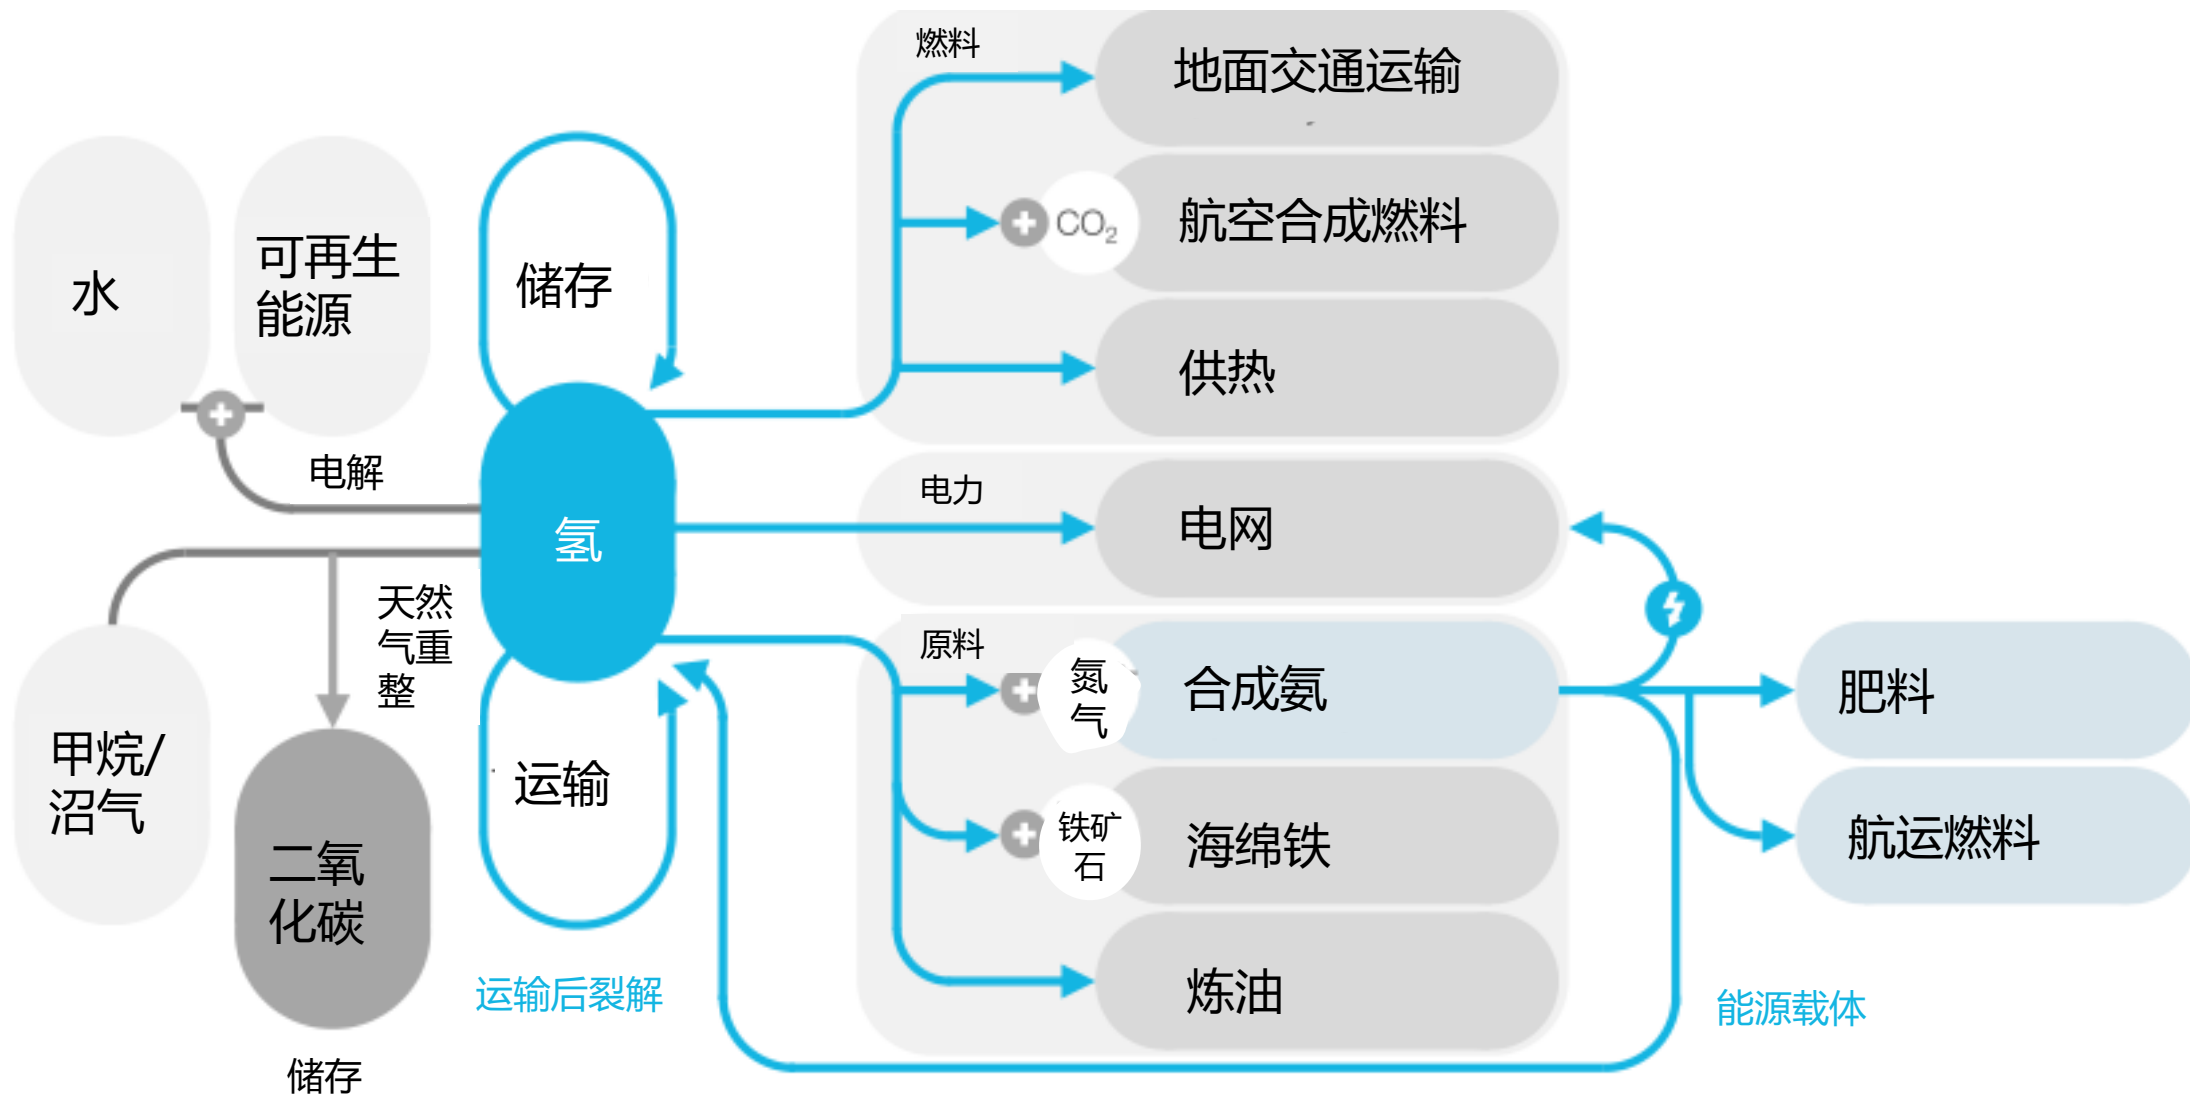 燃料
地面交通运输
CO₂
航空合成燃料
供热
水
可再生
能源
储存
电解
氢
电力
电网
天然
气重
整
甲烷/
沼气
二氧
化碳
储存
运输
运输后裂解
原料
氮
气
合成氨
铁矿
石
海绵铁
炼油
肥料
航运燃料
能源载体